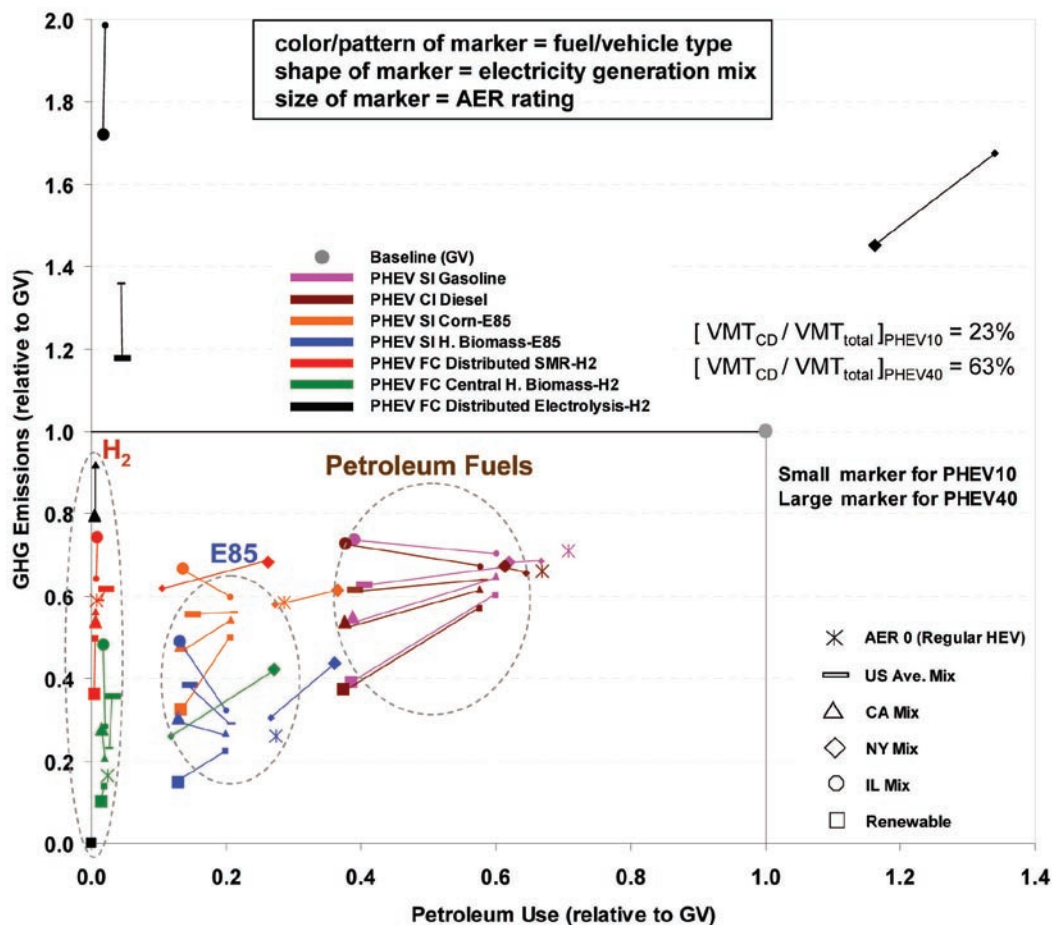 color/pattern of marker = fuel/vehicle type
shape of marker = electricity generation mix
size of marker = AER rating
2.0
1.8
1.6
1.4
1.2
1.0
0.8
0.6
0.4
0.2
0.0
GHG Emissions (relative to GV)
Baseline (GV)
PHEV SI Gasoline
PHEV CI Diesel
PHEV SI Corn-E85
PHEV SI H. Biomass-E85
PHEV FC Distributed SMR-H2
PHEV FC Central H. Biomass-H2
PHEV FC Distributed Electrolysis-H2
[ VMTCD / VMTtotal ]PHEV10 = 23%
[ VMTCD / VMTtotal ]PHEV40 = 63%
H2
Petroleum Fuels
E85
Small marker for PHEV10
Large marker for PHEV40
AER 0 (Regular HEV)
US Ave. Mix
CA Mix
NY Mix
IL Mix
Renewable
0.0 0.2 0.4 0.6 0.8 1.0 1.2 1.4
Petroleum Use (relative to GV)